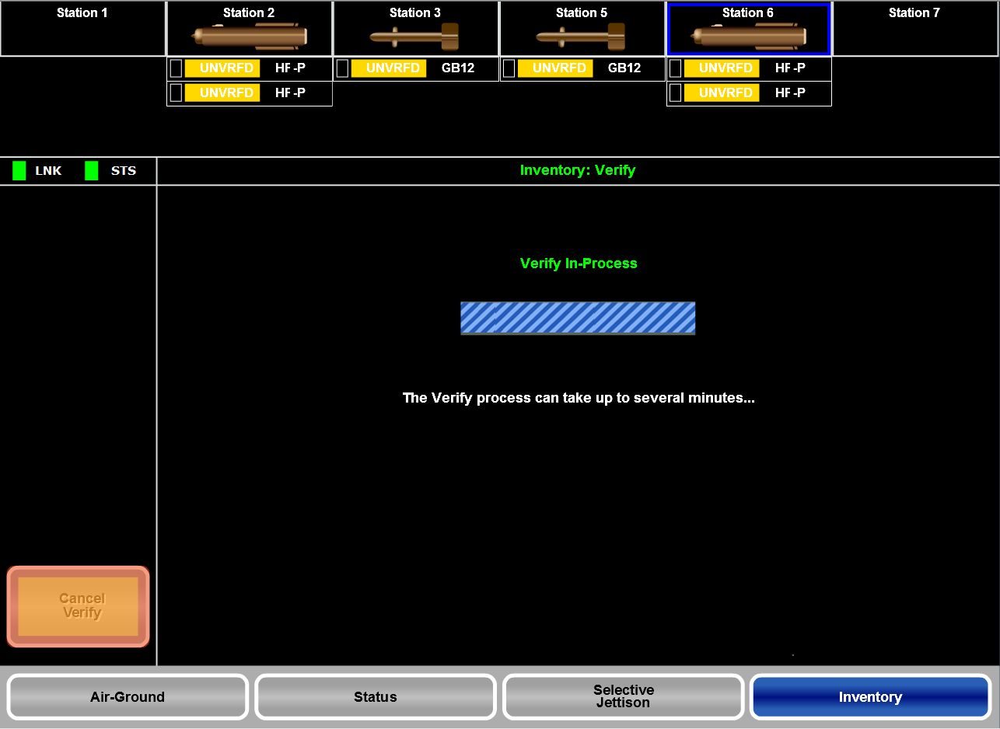 Station 1
Station 2
Station 3
Station 5
Station 6
Station 7
UNVRFD HF-P
UNVRFD GB12
UNVRFD GB12
UNVRFD HF-P
UNVRFD HF-P
UNVRFD HF-P
LNK STS
Inventory: Verify
Verify In-Process
The Verify process can take up to several minutes...
Cancel
Verify
Air-Ground
Status
Selective
Jettison
Inventory